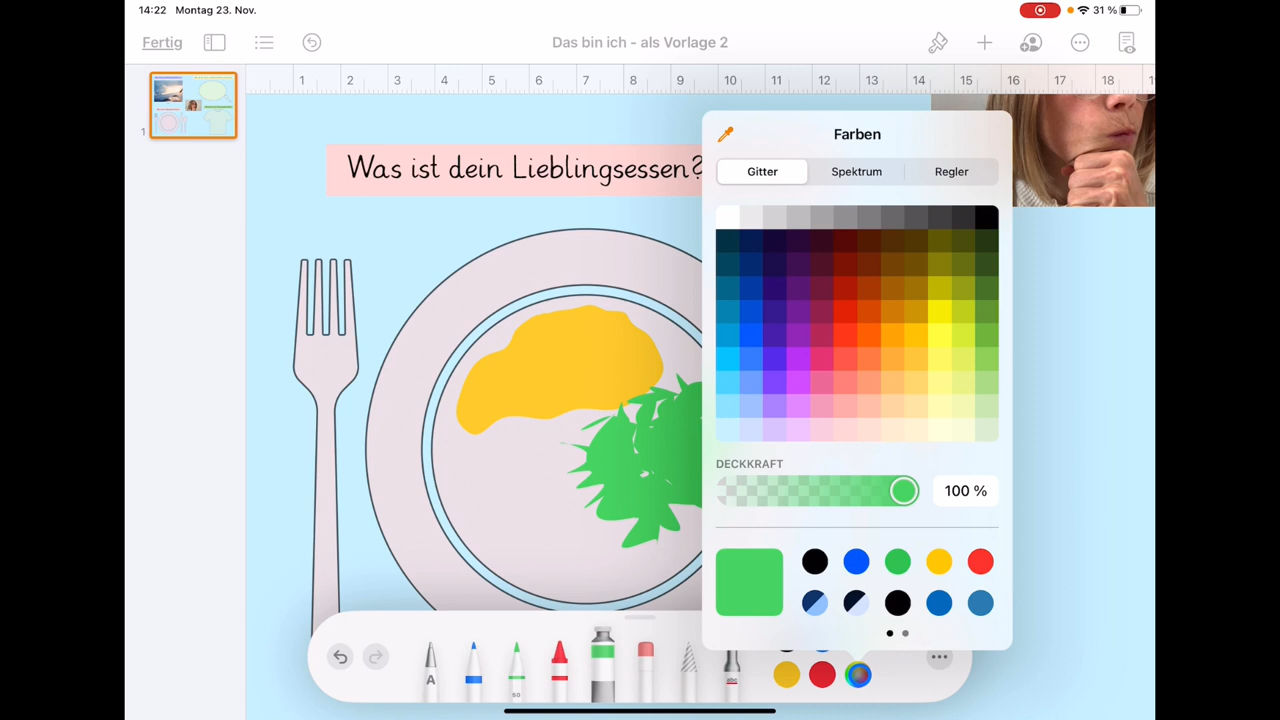 14:22 Montag 23. Nov.
31 %
Fertig
Das bin ich - als Vorlage 2
1 2 3 4 5 6 7 8 9 10 11 12 13 14 15 16 17 18
1
Was ist dein Lieblingsessen?
Farben
Gitter Spektrum Regler
DECKKRAFT
100 %
A
50
abc